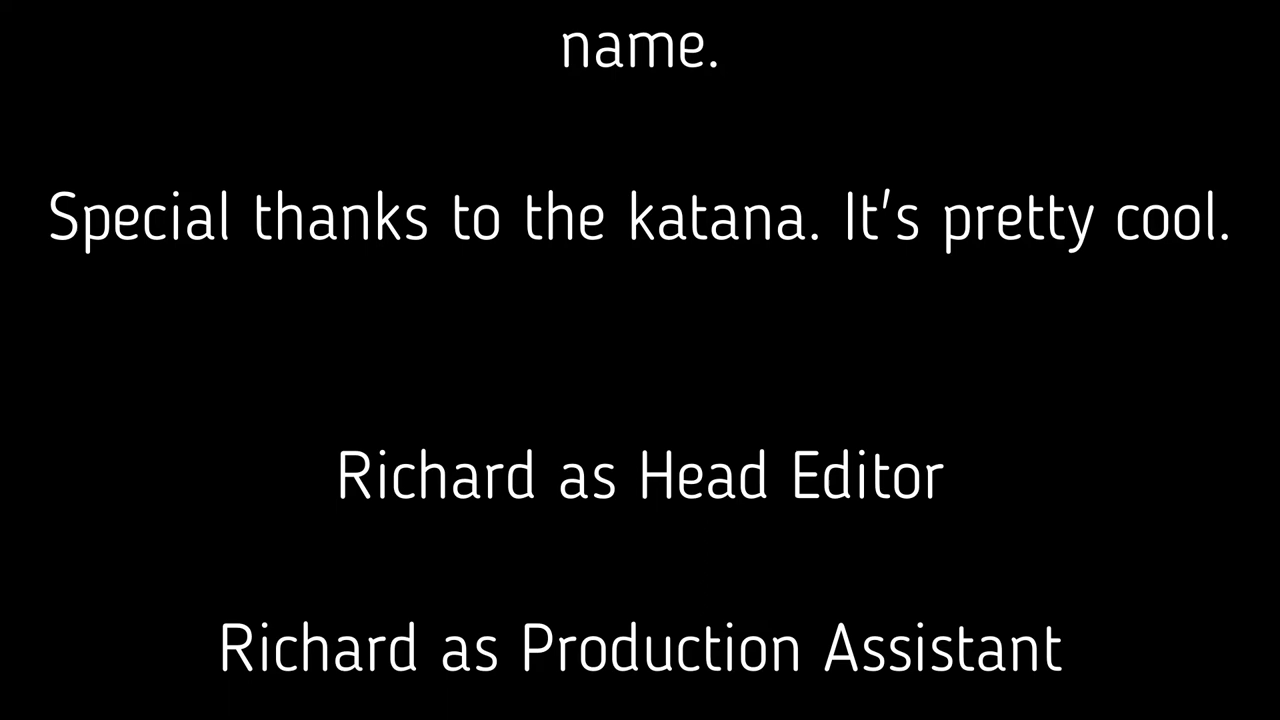 name.
Special thanks to the katana. It's pretty cool.
Richard as Head Editor
Richard as Production Assistant